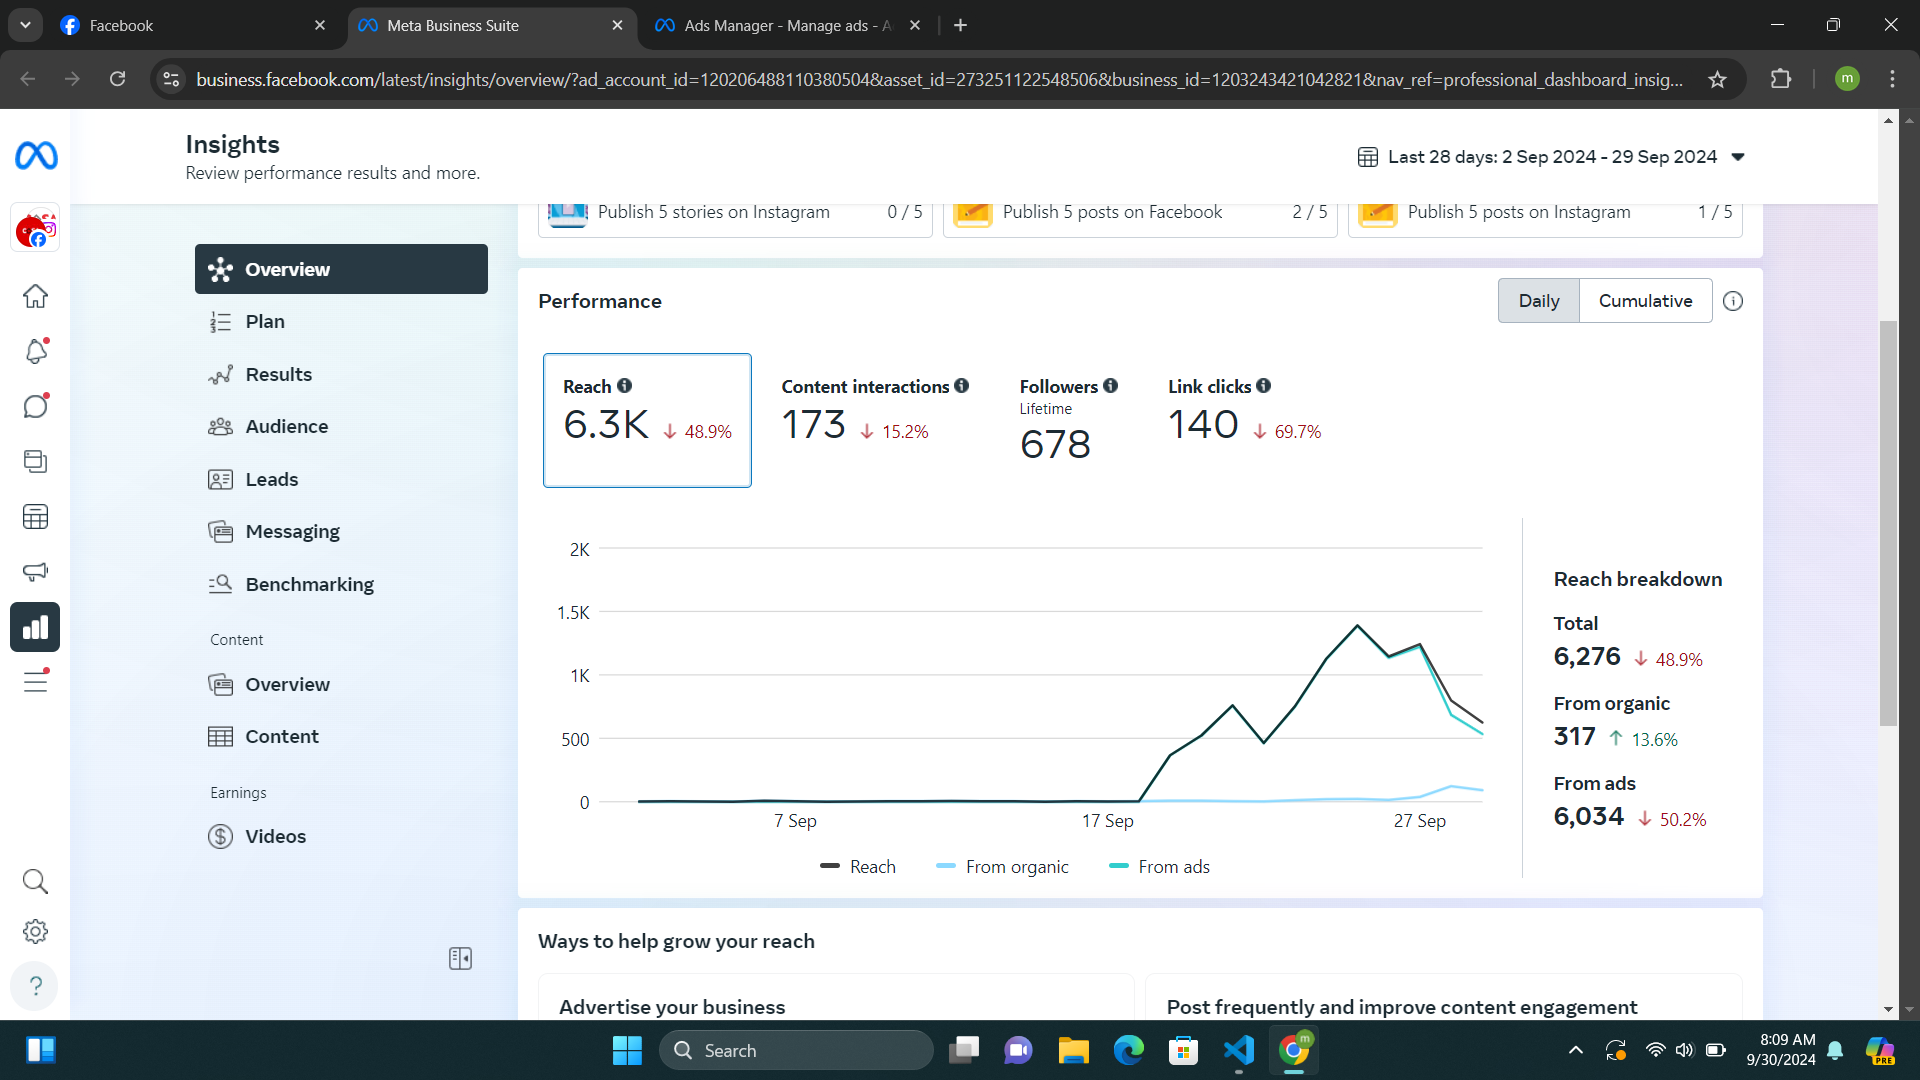 Facebook
Meta Business Suite
Ads Manager - Manage ads - A
business.facebook.com/latest/insights/overview/?ad_account_id=120206488110380504&asset_id=273251122548506&business_id=1203243421042821&nav_ref=professional_dashboard_insig...
m
Insights
Review performance results and more.
Last 28 days: 2 Sep 2024 - 29 Sep 2024
Publish 5 stories on Instagram 0 / 5
Publish 5 posts on Facebook 2 / 5
Publish 5 posts on Instagram 1 / 5
Overview
Plan
Results
Audience
Leads
Messaging
Benchmarking
Content
Overview
Content
Earnings
Videos
Performance
Daily
Cumulative
Reach
6.3K 48.9%
Content interactions
173 15.2%
Followers
Lifetime
678
Link clicks
140 69.7%
2K
1.5K
1K
500
0
7 Sep
17 Sep
27 Sep
Reach
From organic
From ads
Reach breakdown
Total
6,276 48.9%
From organic
317 13.6%
From ads
6,034 50.2%
Ways to help grow your reach
Advertise your business
Post frequently and improve content engagement
Search
m
8:09 AM
9/30/2024
PRE